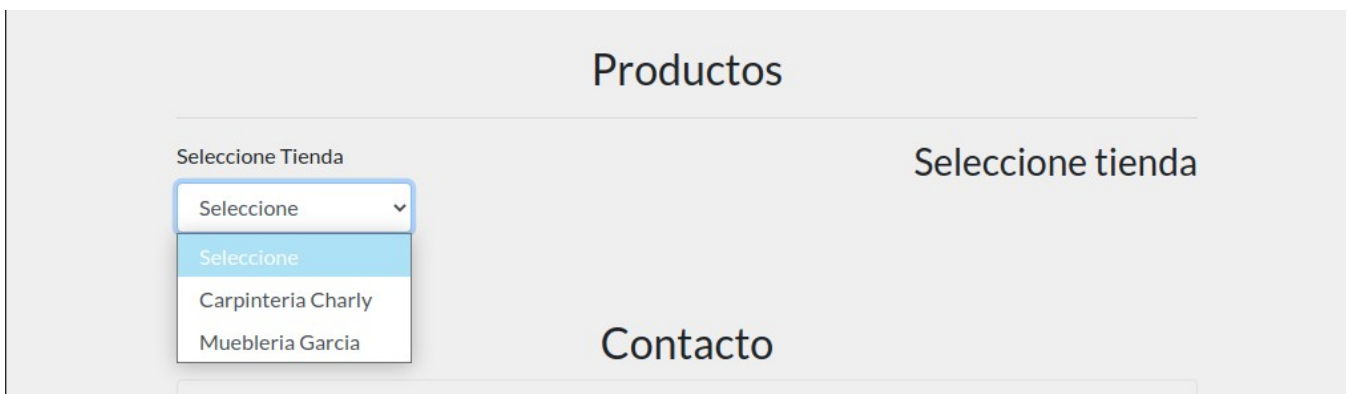 Productos
Seleccione Tienda
Seleccione tienda
Seleccione
Seleccione
Carpinteria Charly
Muebleria Garcia
Contacto